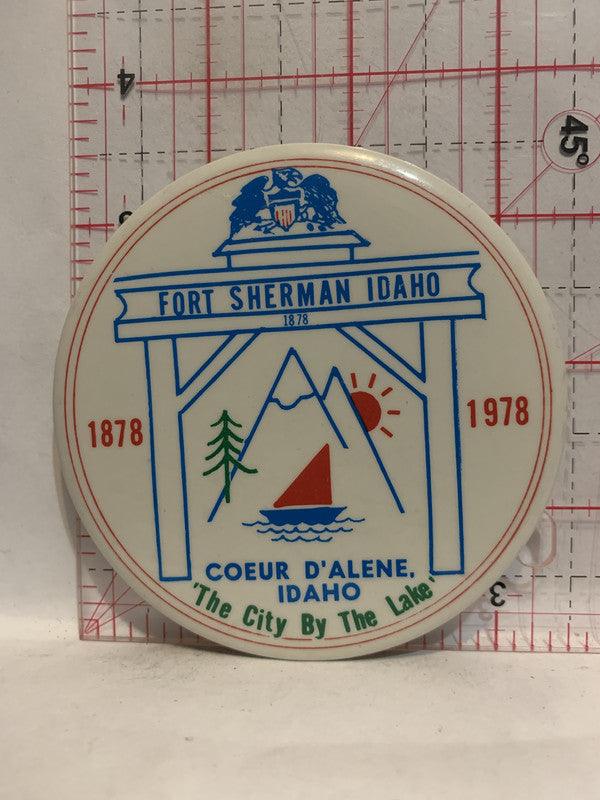 4
45°
FORT SHERMAN IDAHO
1878
1878
1978
COEUR D'ALENE,
IDAHO
'The City By The Lake'
3